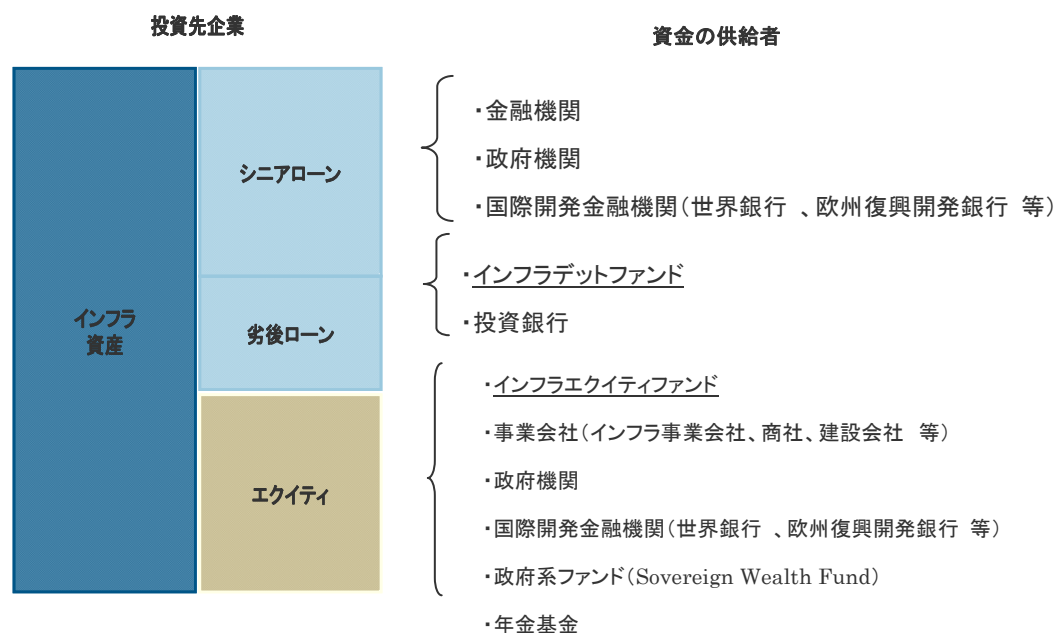 投資先企業
資金の供給者
インフラ
資産
シニアローン
・金融機関
・政府機関
・国際開発金融機関(世界銀行 、欧州復興開発銀行 等)
劣後ローン
・インフラデットファンド
・投資銀行
エクイティ
・インフラエクイティファンド
・事業会社(インフラ事業会社、商社、建設会社 等)
・政府機関
・国際開発金融機関(世界銀行 、欧州復興開発銀行 等)
・政府系ファンド(Sovereign Wealth Fund)
・年金基金